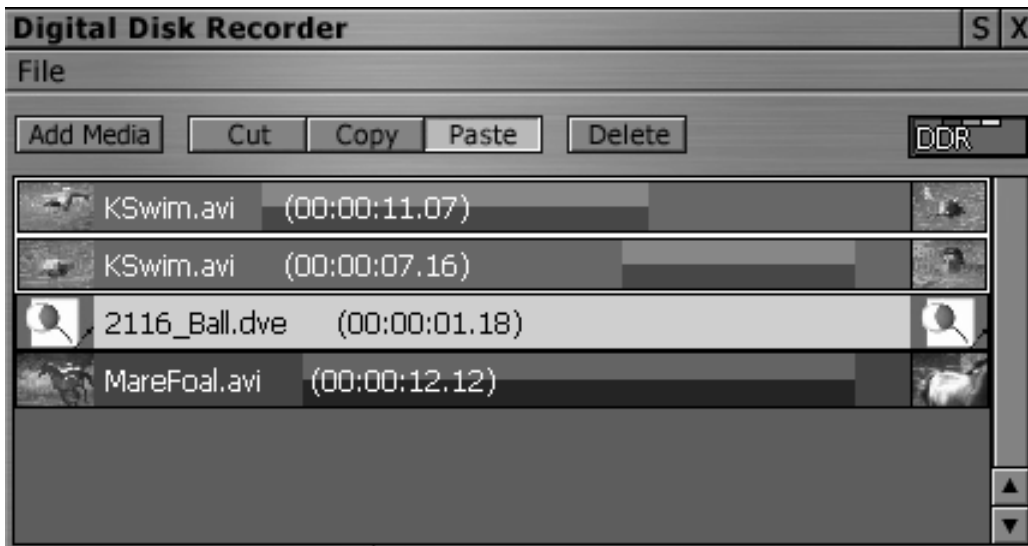 Digital Disk Recorder S X
File
Add Media Cut Copy Paste Delete DDR
KSwim.avi (00:00:11.07)
KSwim.avi (00:00:07.16)
2116_Ball.dve (00:00:01.18)
MareFoal.avi (00:00:12.12)